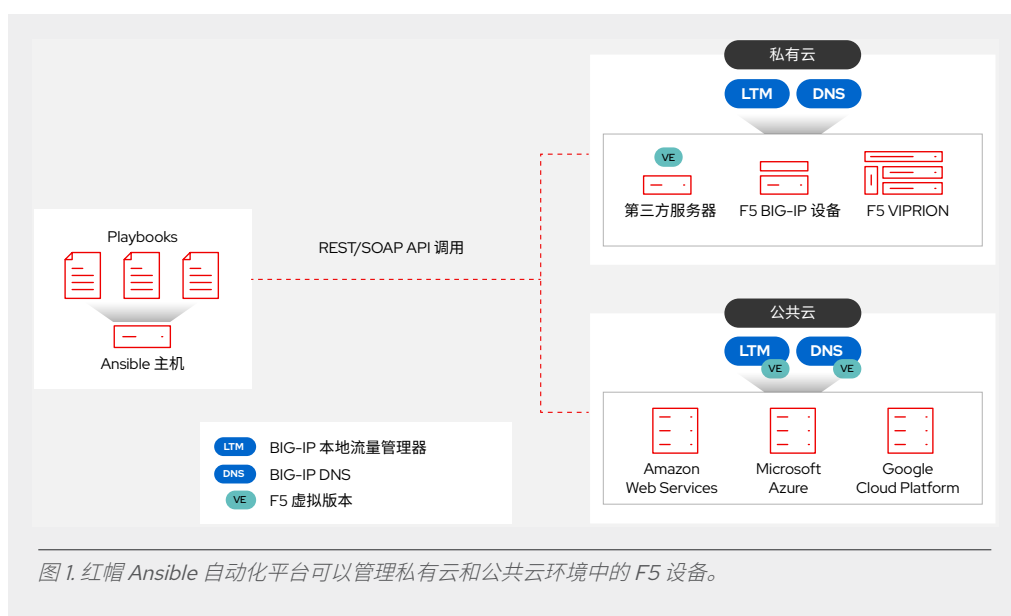 私有云
LTM DNS
VE
第三方服务器 F5 BIG-IP 设备 F5 VIPRION
Playbooks
REST/SOAP API 调用
Ansible 主机
公共云
LTM DNS
VE VE
Amazon
Web Services
Microsoft
Azure
Google
Cloud Platform
LTM BIG-IP 本地流量管理器
DNS BIG-IP DNS
VE F5 虚拟版本
图 1. 红帽 Ansible 自动化平台可以管理私有云和公共云环境中的 F5 设备。